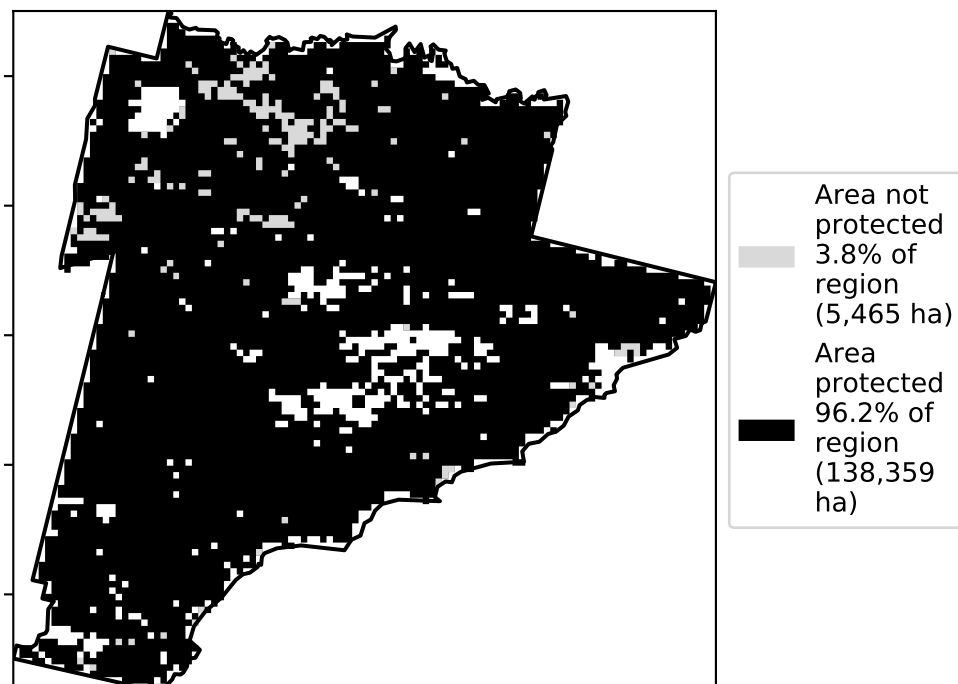 Area not
protected
3.8% of
region
(5,465 ha)
Area
protected
96.2% of
region
(138,359
ha)